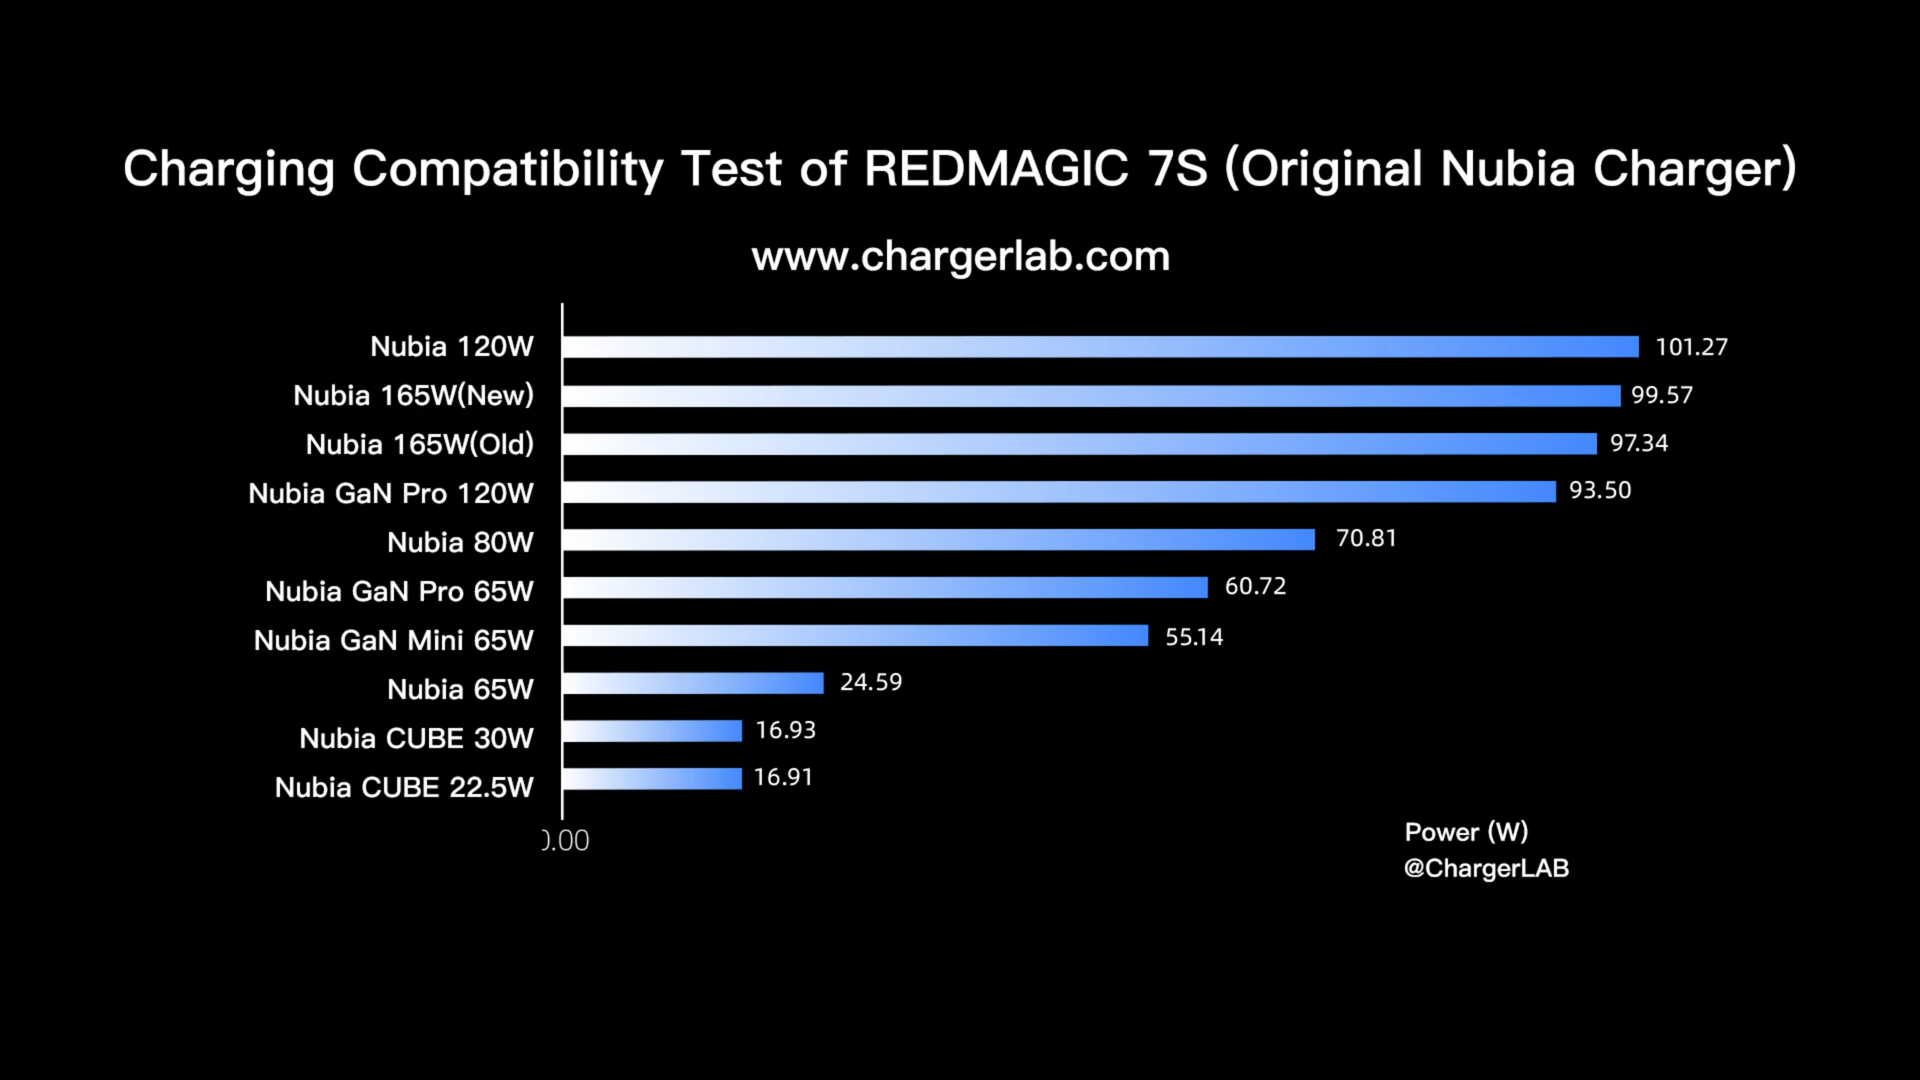 Charging Compatibility Test of REDMAGIC 7S (Original Nubia Charger)
www.chargerlab.com
Nubia 120W 101.27
Nubia 165W(New) 99.57
Nubia 165W(Old) 97.34
Nubia GaN Pro 120W 93.50
Nubia 80W 70.81
Nubia GaN Pro 65W 60.72
Nubia GaN Mini 65W 55.14
Nubia 65W 24.59
Nubia CUBE 30W 16.93
Nubia CUBE 22.5W 16.91
0.00
Power (W)
@ChargerLAB